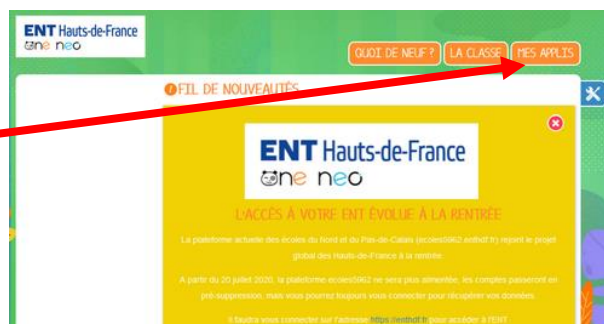 ENT Hauts-de-France
one neo
QUOI DE NEUF ? LA CLASSE MES APPLIS
FIL DE NOUVEAUTÉS
ENT Hauts-de-France
one neo
L'ACCÈS À VOTRE ENT ÉVOLUE À LA RENTRÉE
La plateforme actuelle des écoles du Nord et du Pas-de-Calais (ecoles5962.enthdf.fr) rejoint le projet
global des Hauts-de-France à la rentrée.
A partir du 20 juillet 2020, la plateforme ecoles5962 ne sera plus alimentée, les comptes passeront en
pré-suppression, mais vous pourrez toujours vous connecter pour récupérer vos données.
Il faudra vous connecter sur l'adresse https://enthdf.fr pour accéder à l'ENT